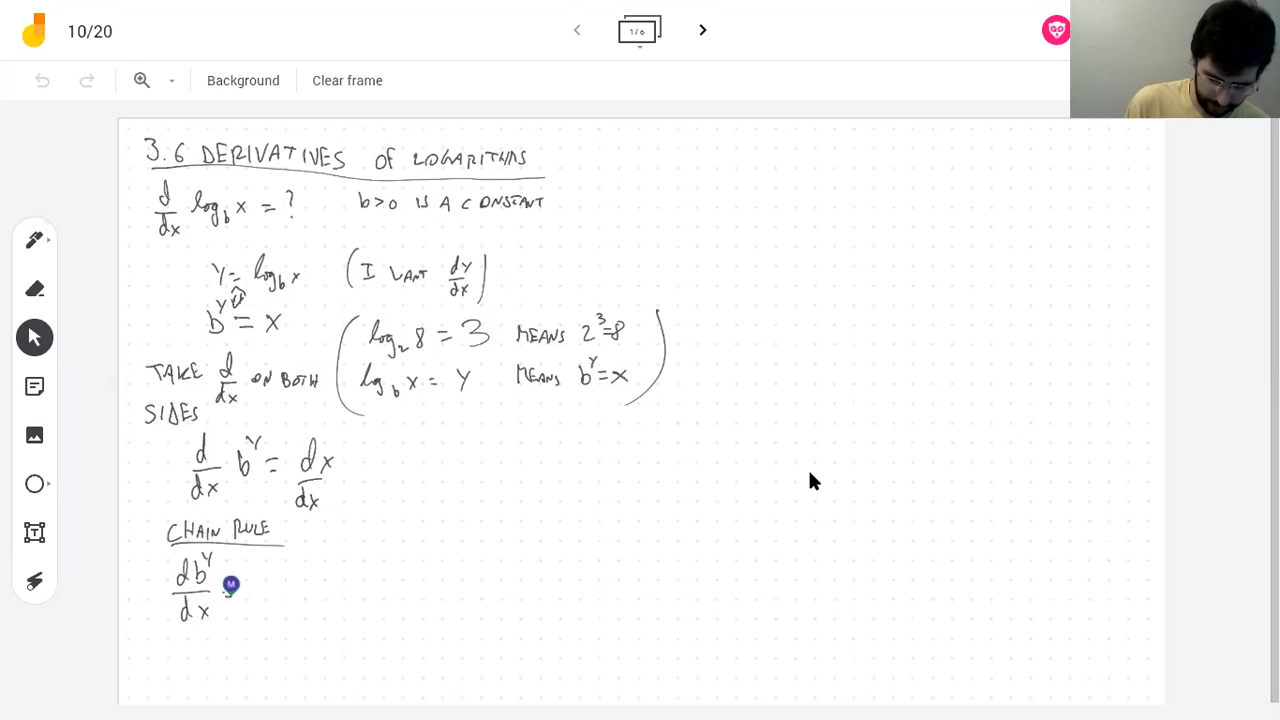 10/20
1/6
Background
Clear frame
3.6 DERIVATIVES of LOGARITHMS
d/dx log_b x = ? b>0 IS A CONSTANT
Y = log_b x (I WANT dY/dx)
b^Y = x
(log_2 8 = 3 MEANS 2^3=8
log_b x = Y MEANS b^Y=x)
TAKE d/dx ON BOTH
SIDES
d/dx b^Y = dx/dx
CHAIN RULE
db^Y/dx =
M